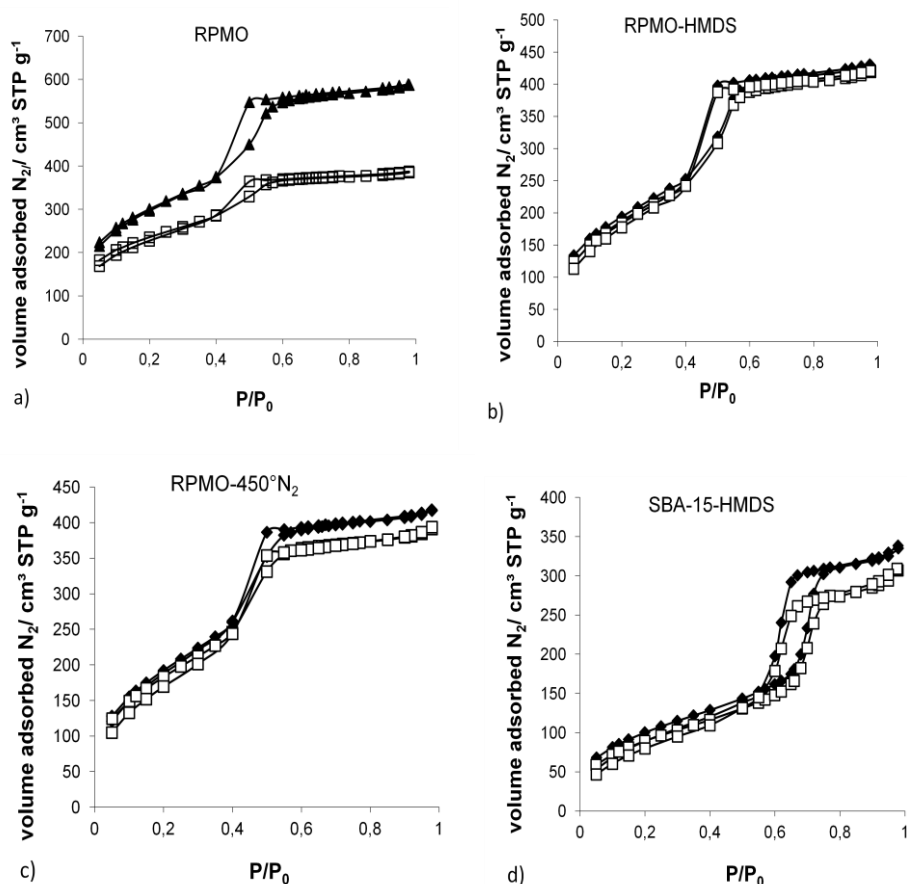 RPMO
volume adsorbed N₂/ cm³ STP g⁻¹
700
600
500
400
300
200
100
0
0 0,2 0,4 0,6 0,8 1
P/P₀
a)
RPMO-HMDS
volume adsorbed N₂/ cm³ STP g⁻¹
500
450
400
350
300
250
200
150
100
50
0
0 0,2 0,4 0,6 0,8 1
P/P₀
b)
RPMO-450°N₂
volume adsorbed N₂/ cm³ STP g⁻¹
450
400
350
300
250
200
150
100
50
0
0 0,2 0,4 0,6 0,8 1
P/P₀
c)
SBA-15-HMDS
volume adsorbed N₂/ cm³ STP g⁻¹
400
350
300
250
200
150
100
50
0
0 0,2 0,4 0,6 0,8 1
P/P₀
d)